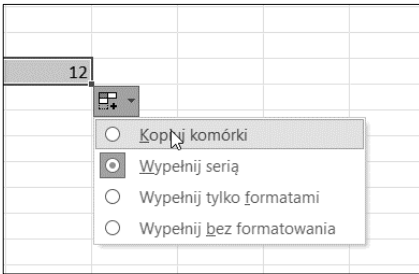 12
Kopiuj komórki
Wypełnij serią
Wypełnij tylko formatami
Wypełnij bez formatowania